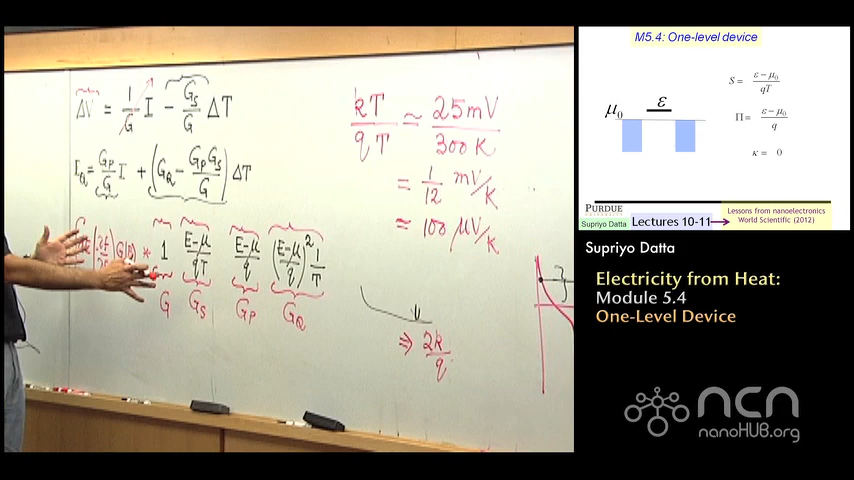 ΔV = 1/G I − G_S/G ΔT
I_Q = G_P/G I + (G_Q − G_P G_S/G) ΔT
G(E) * 1 E−μ/qT E−μ/q (E−μ/q)² 1/T
G G_S G_P G_Q
kT/qT ≃ 25mV/300K
= 1/12 mV/K
≃ 100 μV/K
⇒ 2k/q
M5.4: One-level device
μ₀ ε
S = ε − μ₀/qT
Π = ε − μ₀/q
κ = 0
PURDUE
Supriyo Datta
Lectures 10-11
Lessons from nanoelectronics
World Scientific (2012)
Supriyo Datta
Electricity from Heat:
Module 5.4
One-Level Device
ncn
nanoHUB.org